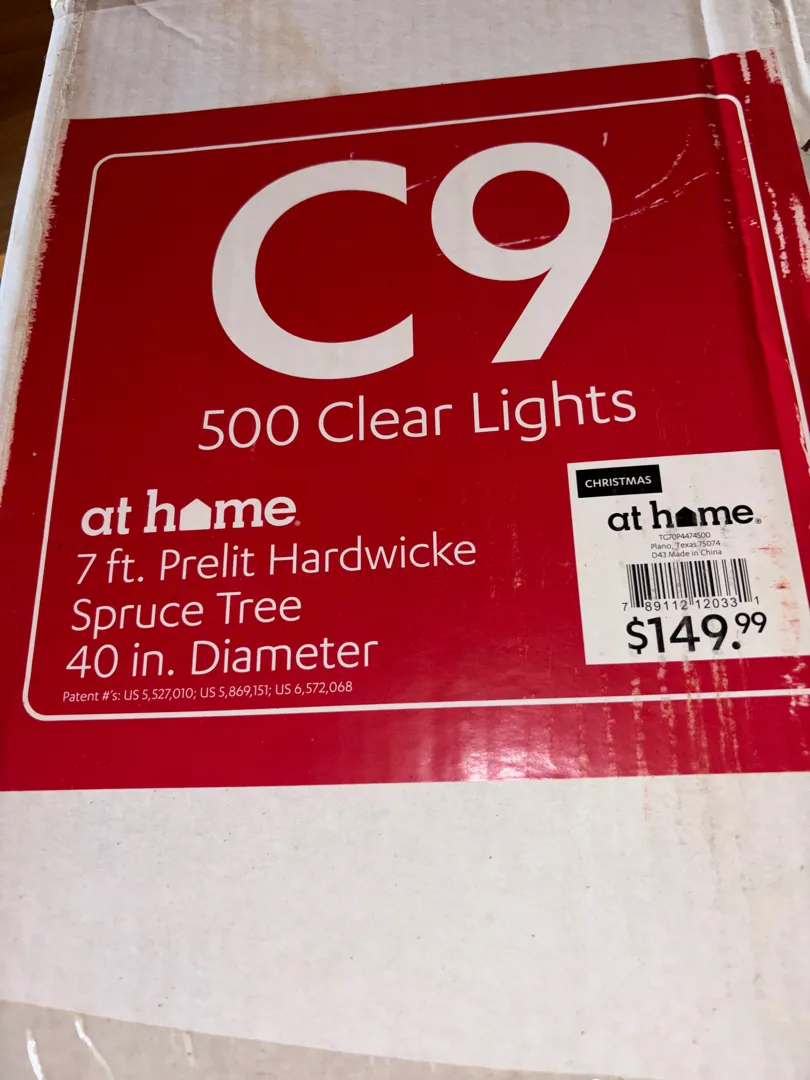 C9
500 Clear Lights
at home
7 ft. Prelit Hardwicke
Spruce Tree
40 in. Diameter
Patent #'s: US 5,527,010; US 5,869,151; US 6,572,068
CHRISTMAS
at home
TG70P4474500
Plano, Texas 75074
D43 Made in China
7 89112 12033 1
$149.99